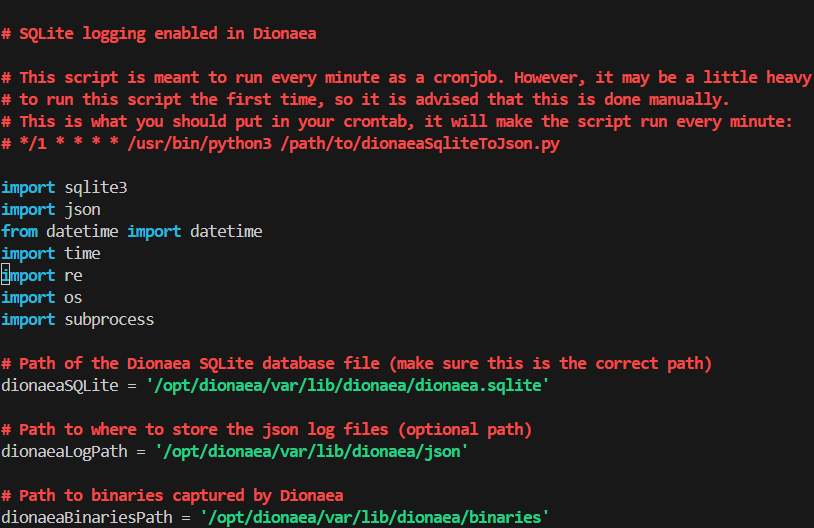 # SQLite logging enabled in Dionaea
# This script is meant to run every minute as a cronjob. However, it may be a little heavy
# to run this script the first time, so it is advised that this is done manually.
# This is what you should put in your crontab, it will make the script run every minute:
# */1 * * * * /usr/bin/python3 /path/to/dionaeaSqliteToJson.py
import sqlite3
import json
from datetime import datetime
import time
import re
import os
import subprocess
# Path of the Dionaea SQLite database file (make sure this is the correct path)
dionaeaSQLite = '/opt/dionaea/var/lib/dionaea/dionaea.sqlite'
# Path to where to store the json log files (optional path)
dionaeaLogPath = '/opt/dionaea/var/lib/dionaea/json'
# Path to binaries captured by Dionaea
dionaeaBinariesPath = '/opt/dionaea/var/lib/dionaea/binaries'